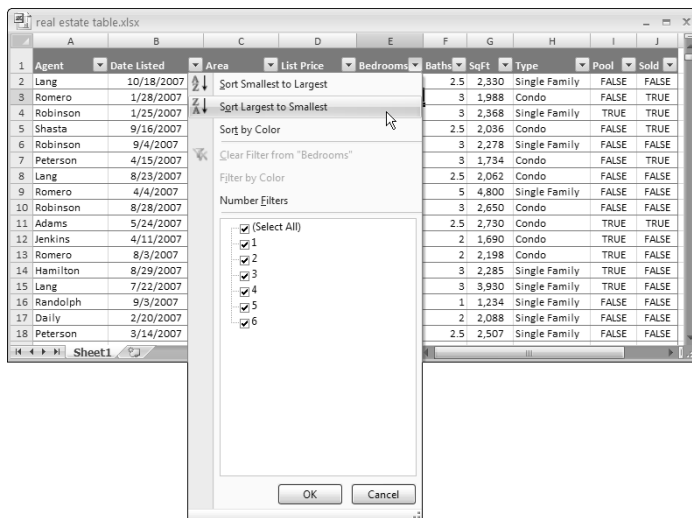 real estate table.xlsx
A B C D E F G H I J
1 Agent Date Listed Area List Price Bedrooms Baths SqFt Type Pool Sold
2 Lang 10/18/2007 2.5 2,330 Single Family FALSE FALSE
3 Romero 1/28/2007 3 1,988 Condo FALSE TRUE
4 Robinson 1/25/2007 3 2,368 Single Family TRUE TRUE
5 Shasta 9/16/2007 2.5 2,036 Condo FALSE TRUE
6 Robinson 9/4/2007 3 2,278 Single Family FALSE FALSE
7 Peterson 4/15/2007 3 1,734 Condo FALSE TRUE
8 Lang 8/23/2007 2.5 2,062 Condo FALSE FALSE
9 Romero 4/4/2007 5 4,800 Single Family FALSE TRUE
10 Robinson 8/28/2007 3 2,650 Condo FALSE TRUE
11 Adams 5/24/2007 2.5 2,730 Condo TRUE TRUE
12 Jenkins 4/11/2007 2 1,690 Condo TRUE FALSE
13 Romero 8/3/2007 2 2,198 Condo TRUE FALSE
14 Hamilton 8/29/2007 3 2,285 Single Family TRUE FALSE
15 Lang 7/22/2007 3 3,930 Single Family TRUE FALSE
16 Randolph 9/3/2007 1 1,234 Single Family FALSE FALSE
17 Daily 2/20/2007 2 2,088 Single Family FALSE FALSE
18 Peterson 3/14/2007 2.5 2,507 Single Family FALSE FALSE
Sheet1
Sort Smallest to Largest
Sort Largest to Smallest
Sort by Color
Clear Filter from "Bedrooms"
Filter by Color
Number Filters
(Select All)
1
2
3
4
5
6
OK Cancel